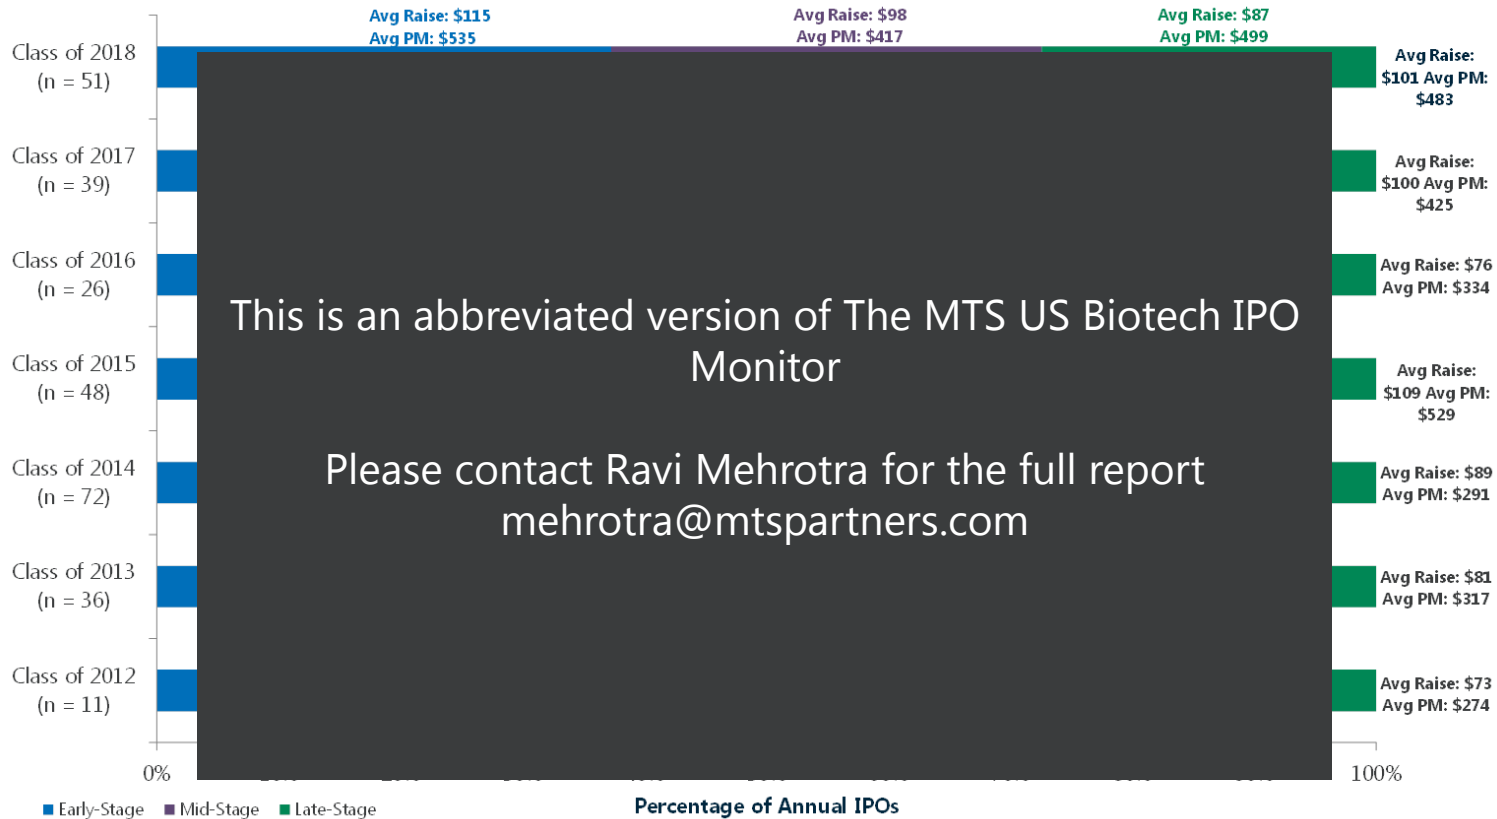 Avg Raise: $115
Avg PM: $535
Avg Raise: $98
Avg PM: $417
Avg Raise: $87
Avg PM: $499
Class of 2018
(n = 51)
Avg Raise:
$101 Avg PM:
$483
Class of 2017
(n = 39)
Avg Raise:
$100 Avg PM:
$425
Class of 2016
(n = 26)
Avg Raise: $76
Avg PM: $334
This is an abbreviated version of The MTS US Biotech IPO
Monitor
Class of 2015
(n = 48)
Avg Raise:
$109 Avg PM:
$529
Please contact Ravi Mehrotra for the full report
mehrotra@mtspartners.com
Class of 2014
(n = 72)
Avg Raise: $89
Avg PM: $291
Class of 2013
(n = 36)
Avg Raise: $81
Avg PM: $317
Class of 2012
(n = 11)
Avg Raise: $73
Avg PM: $274
0%
100%
Percentage of Annual IPOs
Early-Stage
Mid-Stage
Late-Stage